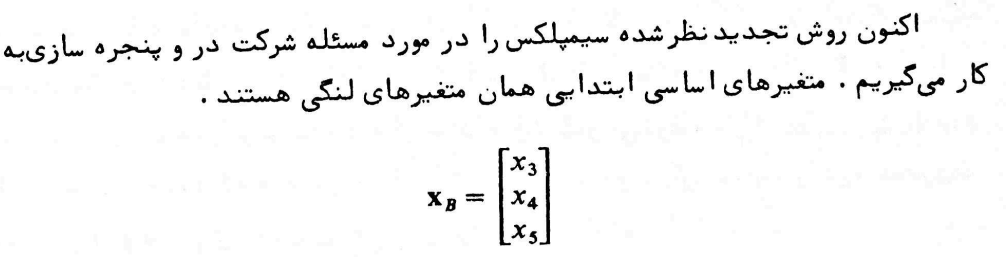 اکنون روش تجدید نظر شده سیمپلکس را در مورد مسئله شرکت در و پنجره سازی‌به
کار می‌گیریم . متغیرهای اساسی ابتدایی همان متغیرهای لنگی هستند .
x_B = [x_3
x_4
x_5]